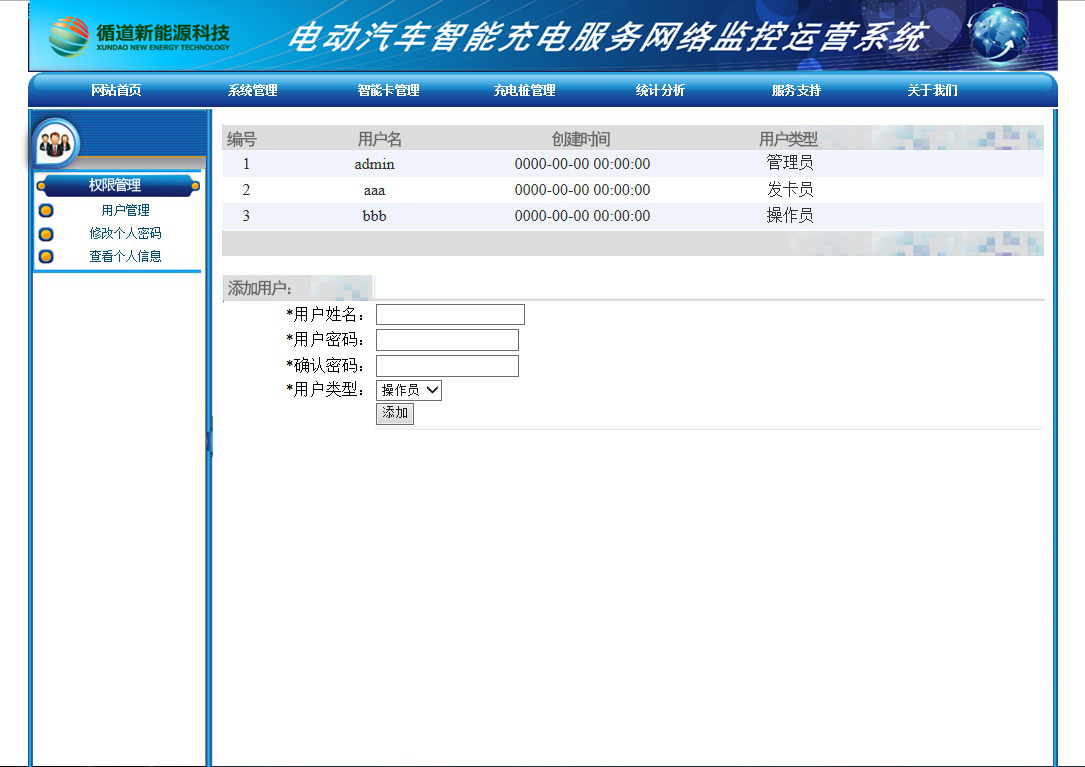 循道新能源科技
XUNDAO NEW ENERGY TECHNOLOGY
电动汽车智能充电服务网络监控运营系统
网站首页 系统管理 智能卡管理 充电桩管理 统计分析 服务支持 关于我们
权限管理
用户管理
修改个人密码
查看个人信息
编号 用户名 创建时间 用户类型
1 admin 0000-00-00 00:00:00 管理员
2 aaa 0000-00-00 00:00:00 发卡员
3 bbb 0000-00-00 00:00:00 操作员
添加用户：
*用户姓名：
*用户密码：
*确认密码：
*用户类型： 操作员
添加